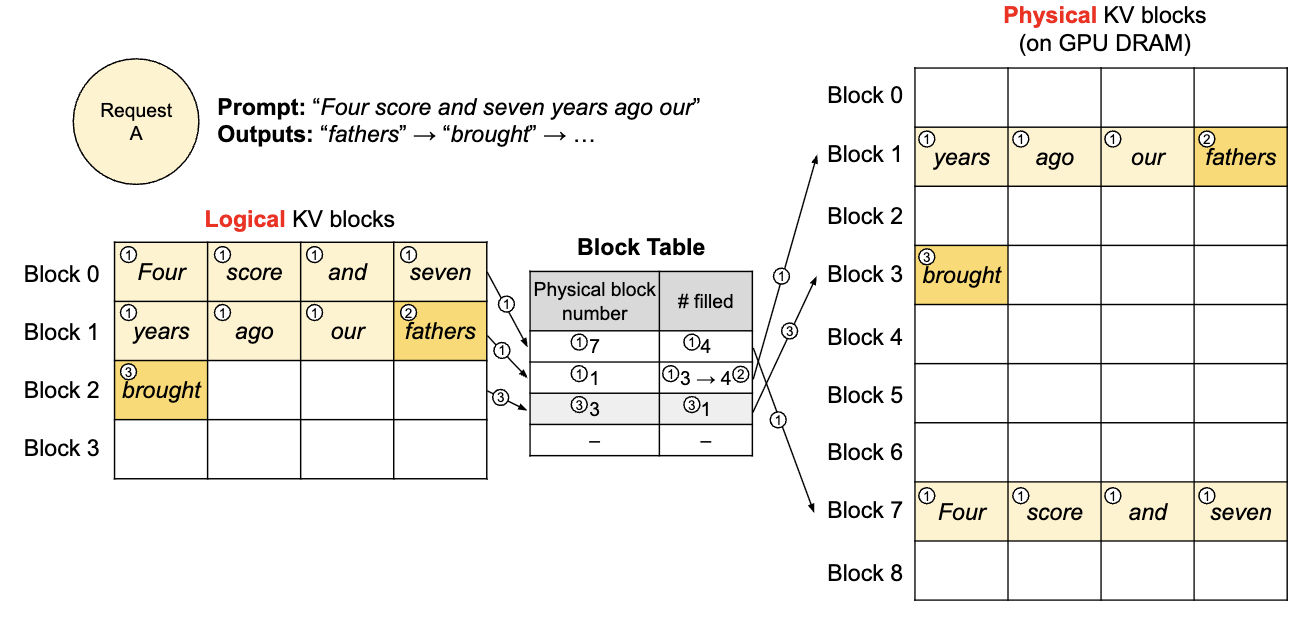 Request
A
Prompt: “Four score and seven years ago our”
Outputs: “fathers” → “brought” → …
Logical KV blocks
Block 0 ① Four ① score ① and ① seven
Block 1 ① years ① ago ① our ② fathers
Block 2 ③ brought
Block 3
① ① ③
Block Table
Physical block number # filled
①7 ①4
①1 ①3 → 4②
③3 ③1
– –
① ③ ①
Physical KV blocks
(on GPU DRAM)
Block 0
Block 1 ① years ① ago ① our ② fathers
Block 2
Block 3 ③ brought
Block 4
Block 5
Block 6
Block 7 ① Four ① score ① and ① seven
Block 8